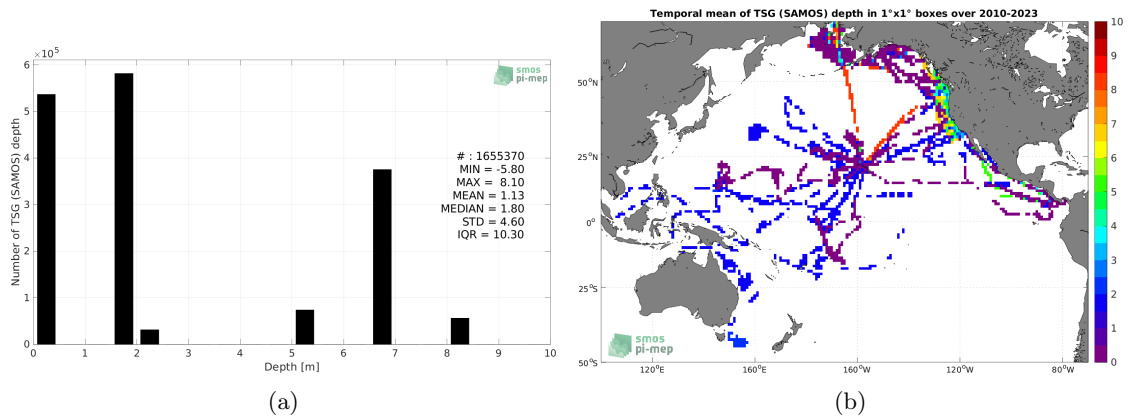 ×10^5
6
5
4
3
2
1
0
Number of TSG (SAMOS) depth
smos
pi-mep
# : 1655370
MIN = -5.80
MAX = 8.10
MEAN = 1.13
MEDIAN = 1.80
STD = 4.60
IQR = 10.30
0 1 2 3 4 5 6 7 8 9 10
Depth [m]
(a)
Temporal mean of TSG (SAMOS) depth in 1°x1° boxes over 2010-2023
50°N
25°N
0°
25°S
50°S
120°E 160°E 160°W 120°W 80°W
smos
pi-mep
10
9
8
7
6
5
4
3
2
1
0
(b)